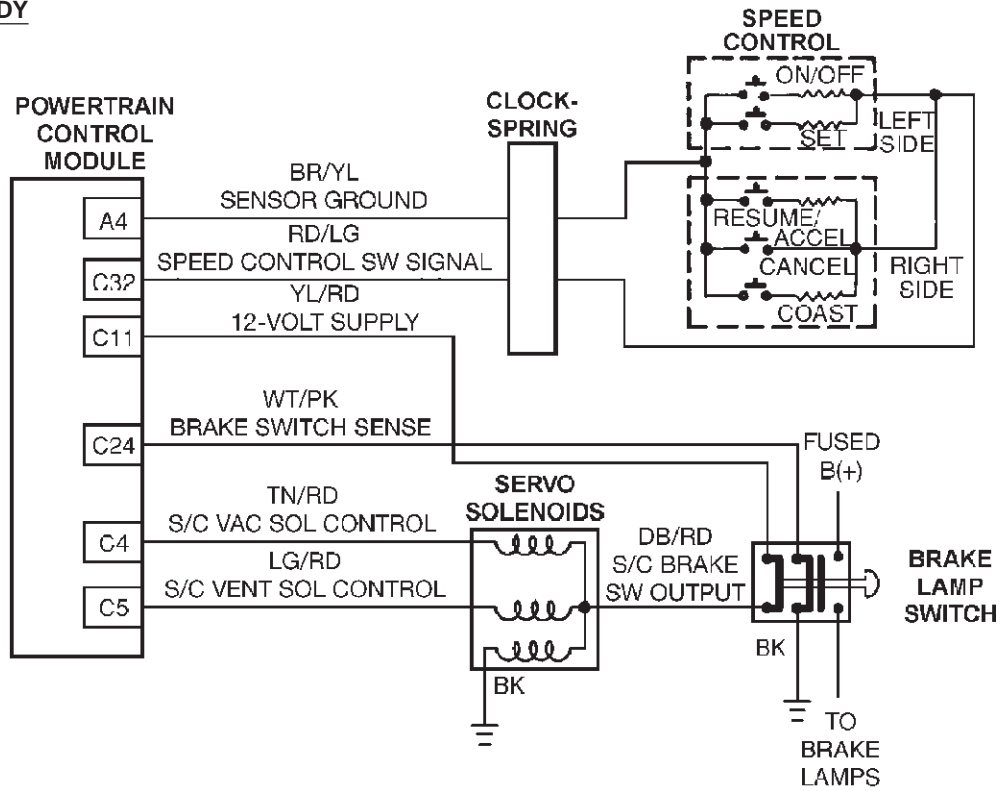 DY
SPEED
CONTROL
ON/OFF
SET
LEFT
SIDE
RESUME/
ACCEL
CANCEL
COAST
RIGHT
SIDE
CLOCK-
SPRING
POWERTRAIN
CONTROL
MODULE
A4
BR/YL
SENSOR GROUND
C32
RD/LG
SPEED CONTROL SW SIGNAL
C11
YL/RD
12-VOLT SUPPLY
C24
WT/PK
BRAKE SWITCH SENSE
C4
TN/RD
S/C VAC SOL CONTROL
C5
LG/RD
S/C VENT SOL CONTROL
SERVO
SOLENOIDS
BK
DB/RD
S/C BRAKE
SW OUTPUT
FUSED
B(+)
BRAKE
LAMP
SWITCH
BK
TO
BRAKE
LAMPS